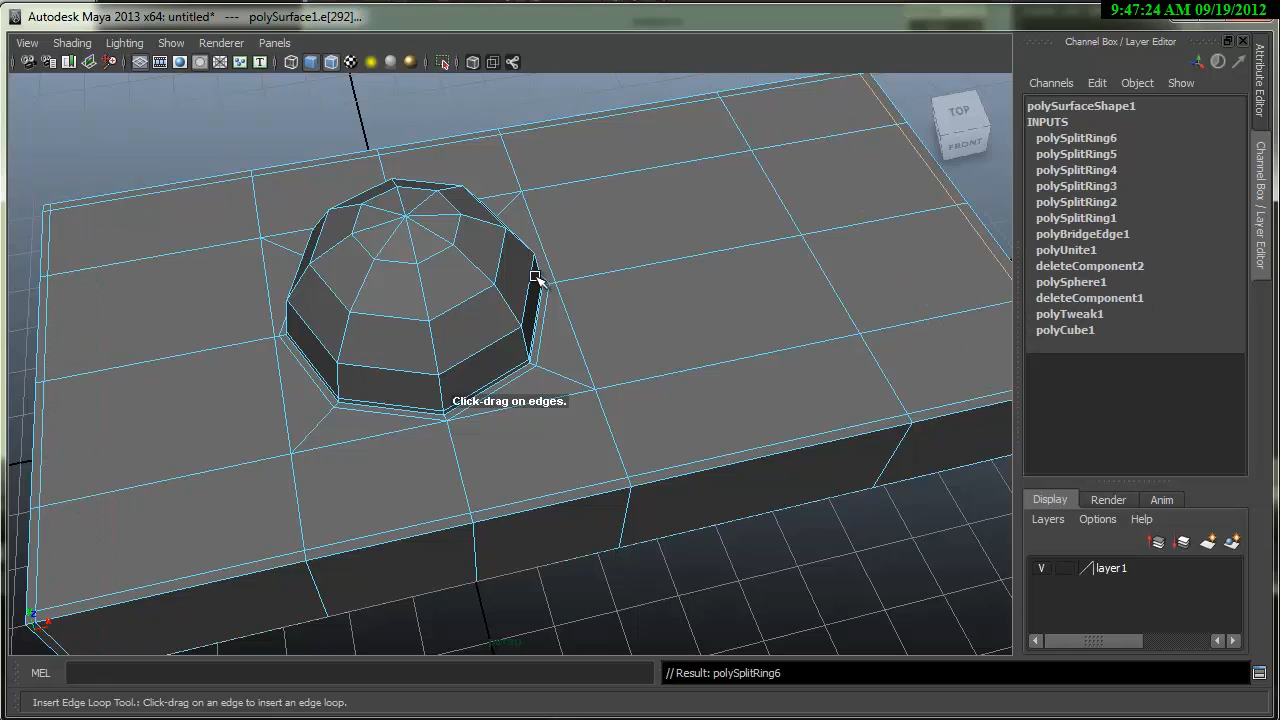 9:47:24 AM 09/19/2012
Autodesk Maya 2013 x64: untitled* --- polySurface1.e[292]...
View Shading Lighting Show Renderer Panels
Channel Box / Layer Editor
Channels Edit Object Show
polySurfaceShape1
INPUTS
polySplitRing6
polySplitRing5
polySplitRing4
polySplitRing3
polySplitRing2
polySplitRing1
polyBridgeEdge1
polyUnite1
deleteComponent2
polySphere1
deleteComponent1
polyTweak1
polyCube1
Attribute Editor
Channel Box / Layer Editor
TOP
FRONT
Click-drag on edges.
persp
Display Render Anim
Layers Options Help
V layer1
MEL
// Result: polySplitRing6
Insert Edge Loop Tool.: Click-drag on an edge to insert an edge loop.